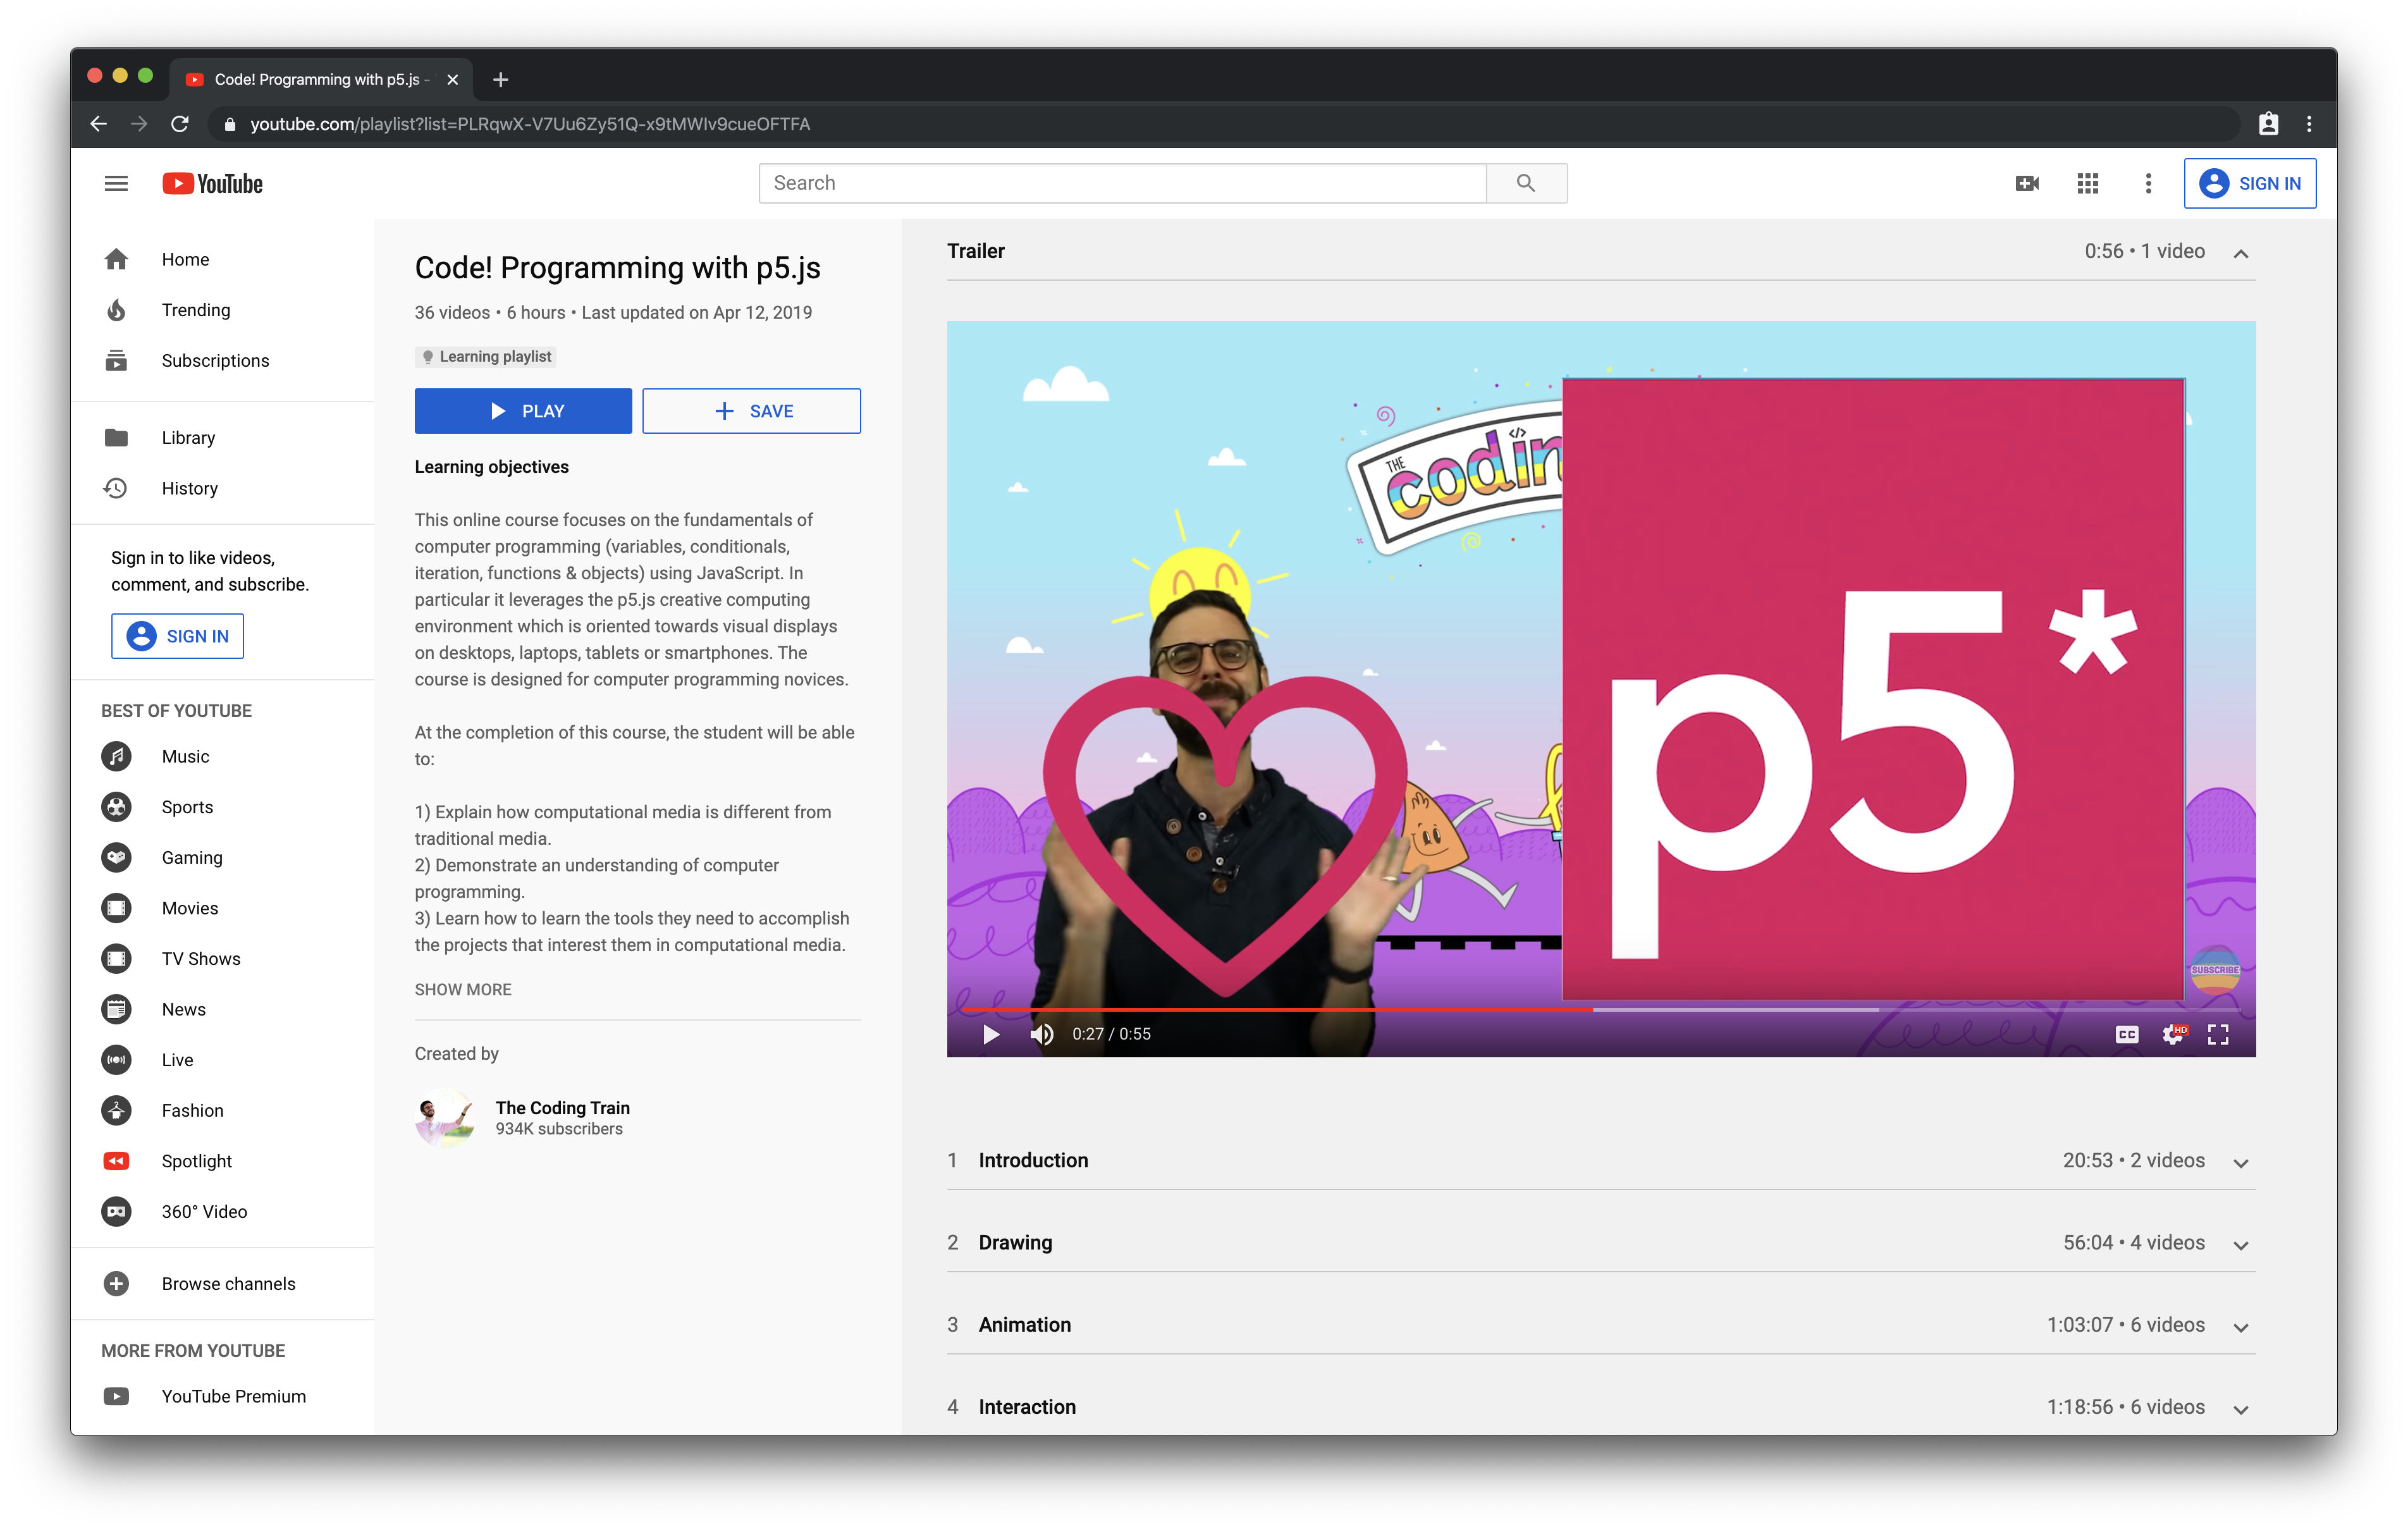 Code! Programming with p5.js -
youtube.com/playlist?list=PLRqwX-V7Uu6Zy51Q-x9tMWIv9cueOFTFA
YouTube
Search
SIGN IN
Home
Trending
Subscriptions
Library
History
Sign in to like videos,
comment, and subscribe.
SIGN IN
BEST OF YOUTUBE
Music
Sports
Gaming
Movies
TV Shows
News
Live
Fashion
Spotlight
360° Video
Browse channels
MORE FROM YOUTUBE
YouTube Premium
Code! Programming with p5.js
36 videos • 6 hours • Last updated on Apr 12, 2019
Learning playlist
PLAY
SAVE
Learning objectives
This online course focuses on the fundamentals of
computer programming (variables, conditionals,
iteration, functions & objects) using JavaScript. In
particular it leverages the p5.js creative computing
environment which is oriented towards visual displays
on desktops, laptops, tablets or smartphones. The
course is designed for computer programming novices.
At the completion of this course, the student will be able
to:
1) Explain how computational media is different from
traditional media.
2) Demonstrate an understanding of computer
programming.
3) Learn how to learn the tools they need to accomplish
the projects that interest them in computational media.
SHOW MORE
Created by
The Coding Train
934K subscribers
Trailer
0:56 • 1 video
</>
THE
codin
p5*
SUBSCRIBE
0:27 / 0:55
CC
HD
1 Introduction 20:53 • 2 videos
2 Drawing 56:04 • 4 videos
3 Animation 1:03:07 • 6 videos
4 Interaction 1:18:56 • 6 videos